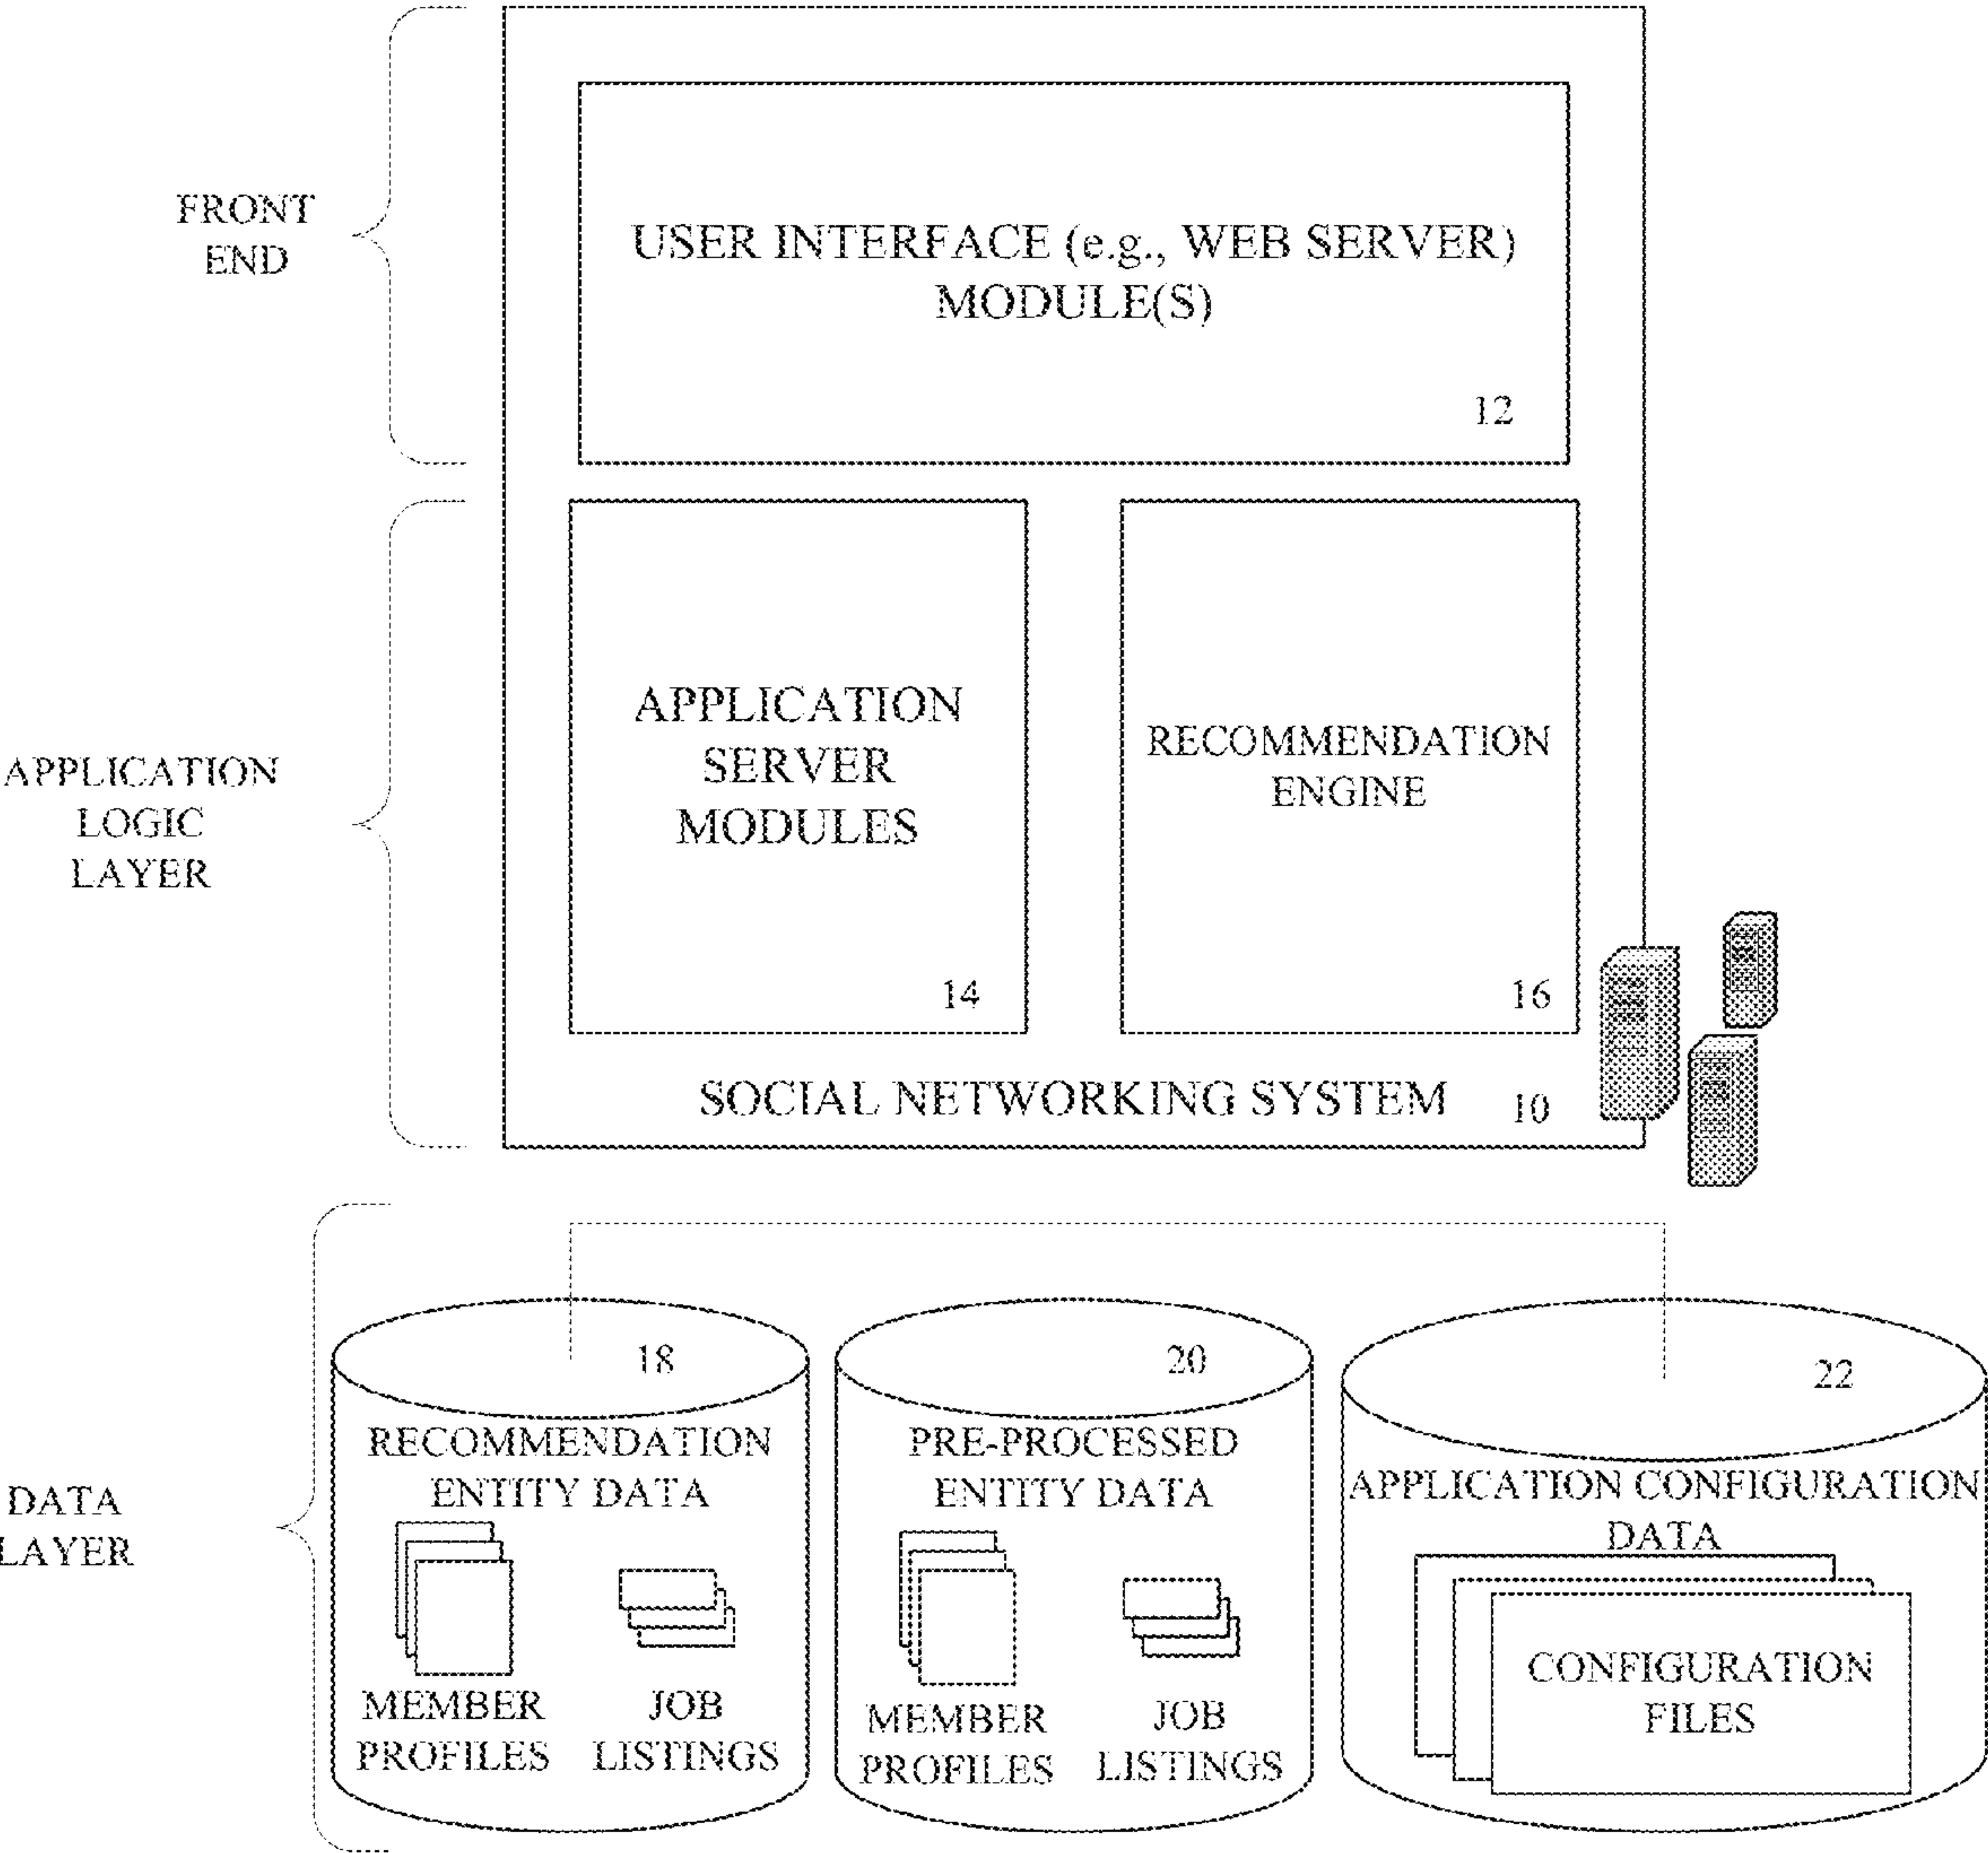 FRONT
END
USER INTERFACE (e.g., WEB SERVER)
MODULE(S)
12
APPLICATION
LOGIC
LAYER
APPLICATION
SERVER
MODULES
14
RECOMMENDATION
ENGINE
16
SOCIAL NETWORKING SYSTEM
10
DATA
LAYER
18
RECOMMENDATION
ENTITY DATA
MEMBER
PROFILES
JOB
LISTINGS
20
PRE-PROCESSED
ENTITY DATA
MEMBER
PROFILES
JOB
LISTINGS
22
APPLICATION CONFIGURATION
DATA
CONFIGURATION
FILES